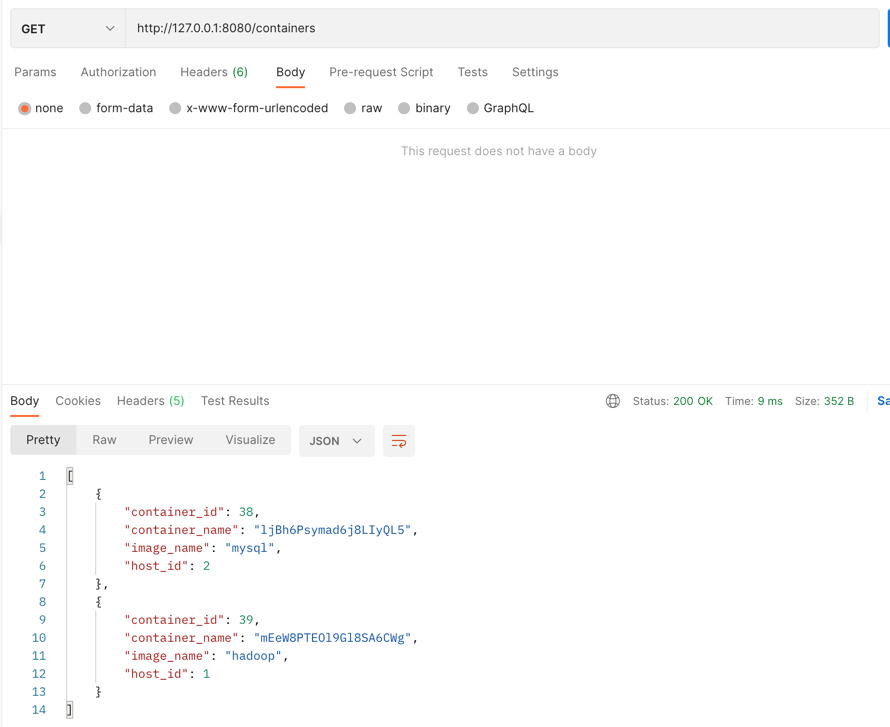 GET http://127.0.0.1:8080/containers
Params Authorization Headers (6) Body Pre-request Script Tests Settings
none form-data x-www-form-urlencoded raw binary GraphQL
This request does not have a body
Body Cookies Headers (5) Test Results Status: 200 OK Time: 9 ms Size: 352 B Sa
Pretty Raw Preview Visualize JSON
1 [
2 {
3 "container_id": 38,
4 "container_name": "ljBh6Psymad6j8LIyQL5",
5 "image_name": "mysql",
6 "host_id": 2
7 },
8 {
9 "container_id": 39,
10 "container_name": "mEeW8PTEOl9Gl8SA6CWg",
11 "image_name": "hadoop",
12 "host_id": 1
13 }
14 ]